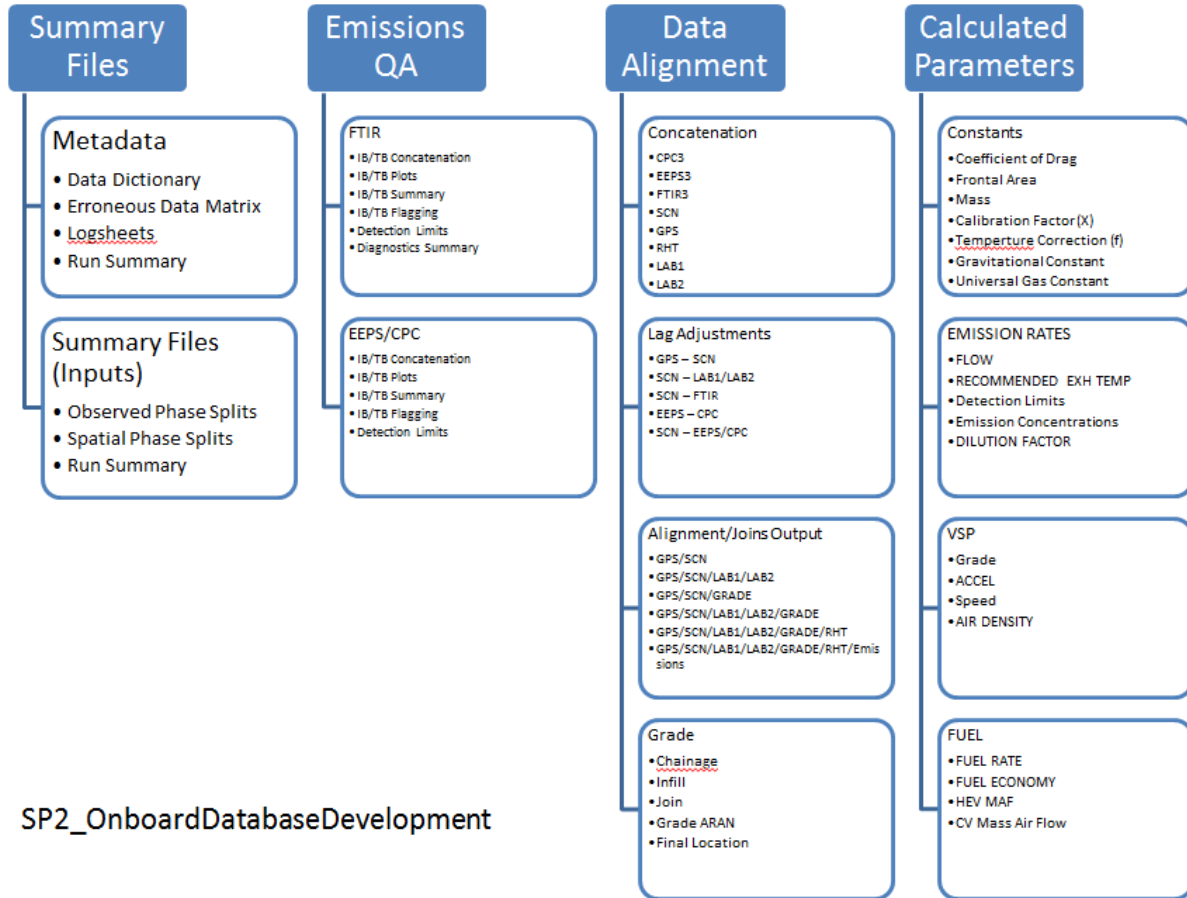 Summary
Files
Metadata
• Data Dictionary
• Erroneous Data Matrix
• Logsheets
• Run Summary
Summary Files
(Inputs)
• Observed Phase Splits
• Spatial Phase Splits
• Run Summary
Emissions
QA
FTIR
• IB/TB Concatenation
• IB/TB Plots
• IB/TB Summary
• IB/TB Flagging
• Detection Limits
• Diagnostics Summary
EEPS/CPC
• IB/TB Concatenation
• IB/TB Plots
• IB/TB Summary
• IB/TB Flagging
• Detection Limits
Data
Alignment
Concatenation
• CPC3
• EEPS3
• FTIR3
• SCN
• GPS
• RHT
• LAB1
• LAB2
Lag Adjustments
• GPS – SCN
• SCN – LAB1/LAB2
• SCN – FTIR
• EEPS – CPC
• SCN – EEPS/CPC
Alignment/Joins Output
• GPS/SCN
• GPS/SCN/LAB1/LAB2
• GPS/SCN/GRADE
• GPS/SCN/LAB1/LAB2/GRADE
• GPS/SCN/LAB1/LAB2/GRADE/RHT
• GPS/SCN/LAB1/LAB2/GRADE/RHT/Emis
sions
Grade
• Chainage
• Infill
• Join
• Grade ARAN
• Final Location
Calculated
Parameters
Constants
• Coefficient of Drag
• Frontal Area
• Mass
• Calibration Factor (X)
• Temperture Correction (f)
• Gravitational Constant
• Universal Gas Constant
EMISSION RATES
• FLOW
• RECOMMENDED EXH TEMP
• Detection Limits
• Emission Concentrations
• DILUTION FACTOR
VSP
• Grade
• ACCEL
• Speed
• AIR DENSITY
FUEL
• FUEL RATE
• FUEL ECONOMY
• HEV MAF
• CV Mass Air Flow
SP2_OnboardDatabaseDevelopment